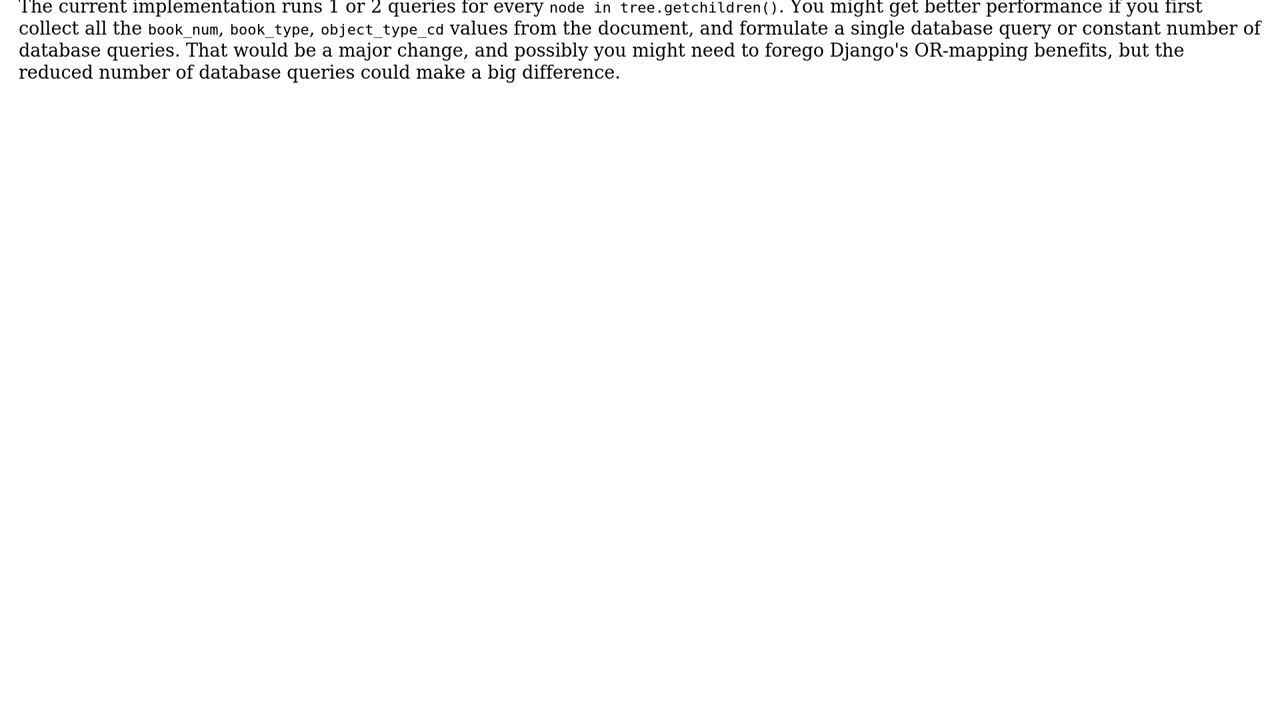 The current implementation runs 1 or 2 queries for every node in tree.getchildren(). You might get better performance if you first
collect all the book_num, book_type, object_type_cd values from the document, and formulate a single database query or constant number of
database queries. That would be a major change, and possibly you might need to forego Django's OR-mapping benefits, but the
reduced number of database queries could make a big difference.